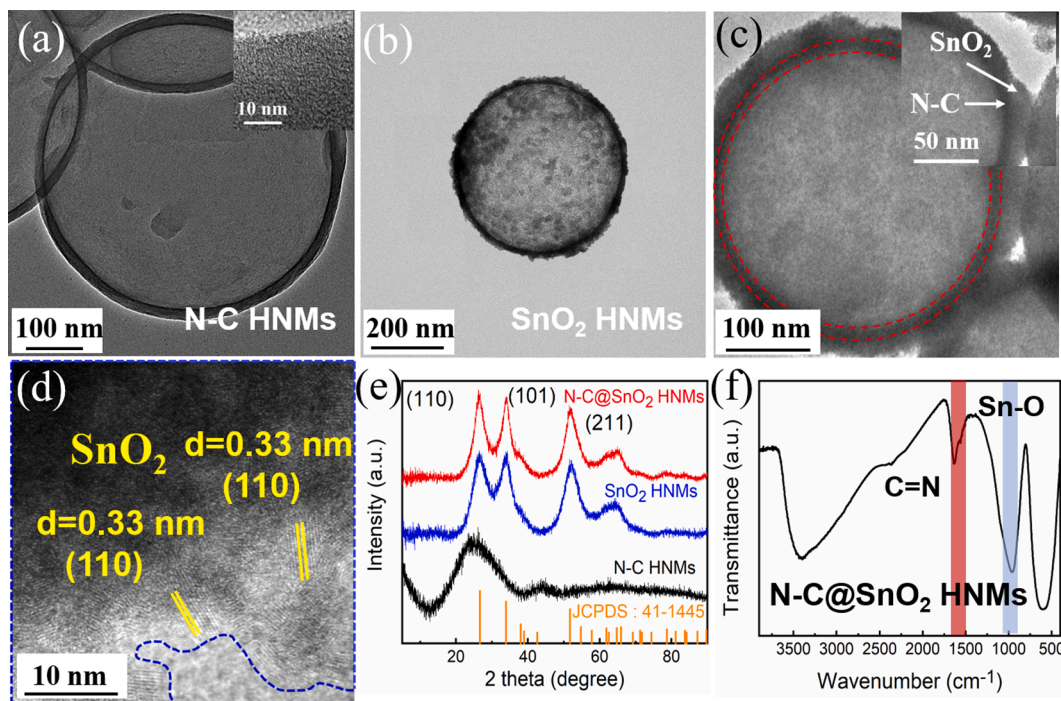 (a)
10 nm
100 nm
N-C HNMs
(b)
200 nm
SnO₂ HNMs
(c)
SnO₂
N-C
50 nm
100 nm
(d)
SnO₂
d=0.33 nm
(110)
d=0.33 nm
(110)
10 nm
(e)
(110)
(101)
N-C@SnO₂ HNMs
(211)
SnO₂ HNMs
N-C HNMs
JCPDS : 41-1445
Intensity (a.u.)
20 40 60 80
2 theta (degree)
(f)
Sn-O
C=N
N-C@SnO₂ HNMs
Transmittance (a.u.)
3500 3000 2500 2000 1500 1000 500
Wavenumber (cm⁻¹)